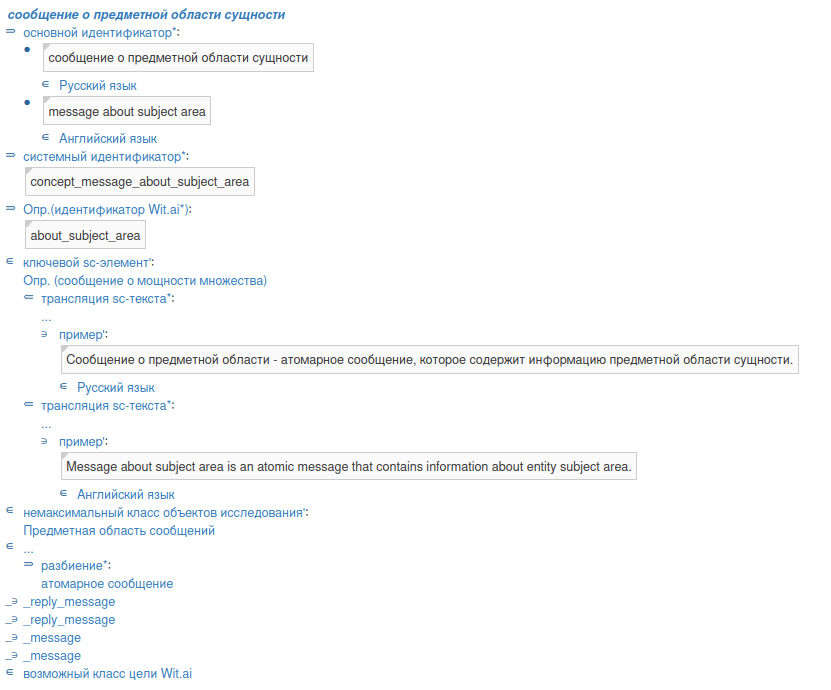 сообщение о предметной области сущности
⇒ основной идентификатор*:
• сообщение о предметной области сущности
∈ Русский язык
• message about subject area
∈ Английский язык
⇒ системный идентификатор*:
concept_message_about_subject_area
⇒ Опр.(идентификатор Wit.ai*):
about_subject_area
∈ ключевой sc-элемент':
Опр. (сообщение о мощности множества)
⇐ трансляция sc-текста*:
...
∋ пример':
Сообщение о предметной области - атомарное сообщение, которое содержит информацию предметной области сущности.
∈ Русский язык
⇐ трансляция sc-текста*:
...
∋ пример':
Message about subject area is an atomic message that contains information about entity subject area.
∈ Английский язык
∈ немаксимальный класс объектов исследования':
Предметная область сообщений
∈ ...
⇒ разбиение*:
атомарное сообщение
_∋ _reply_message
_∋ _reply_message
_∋ _message
_∋ _message
∈ возможный класс цели Wit.ai